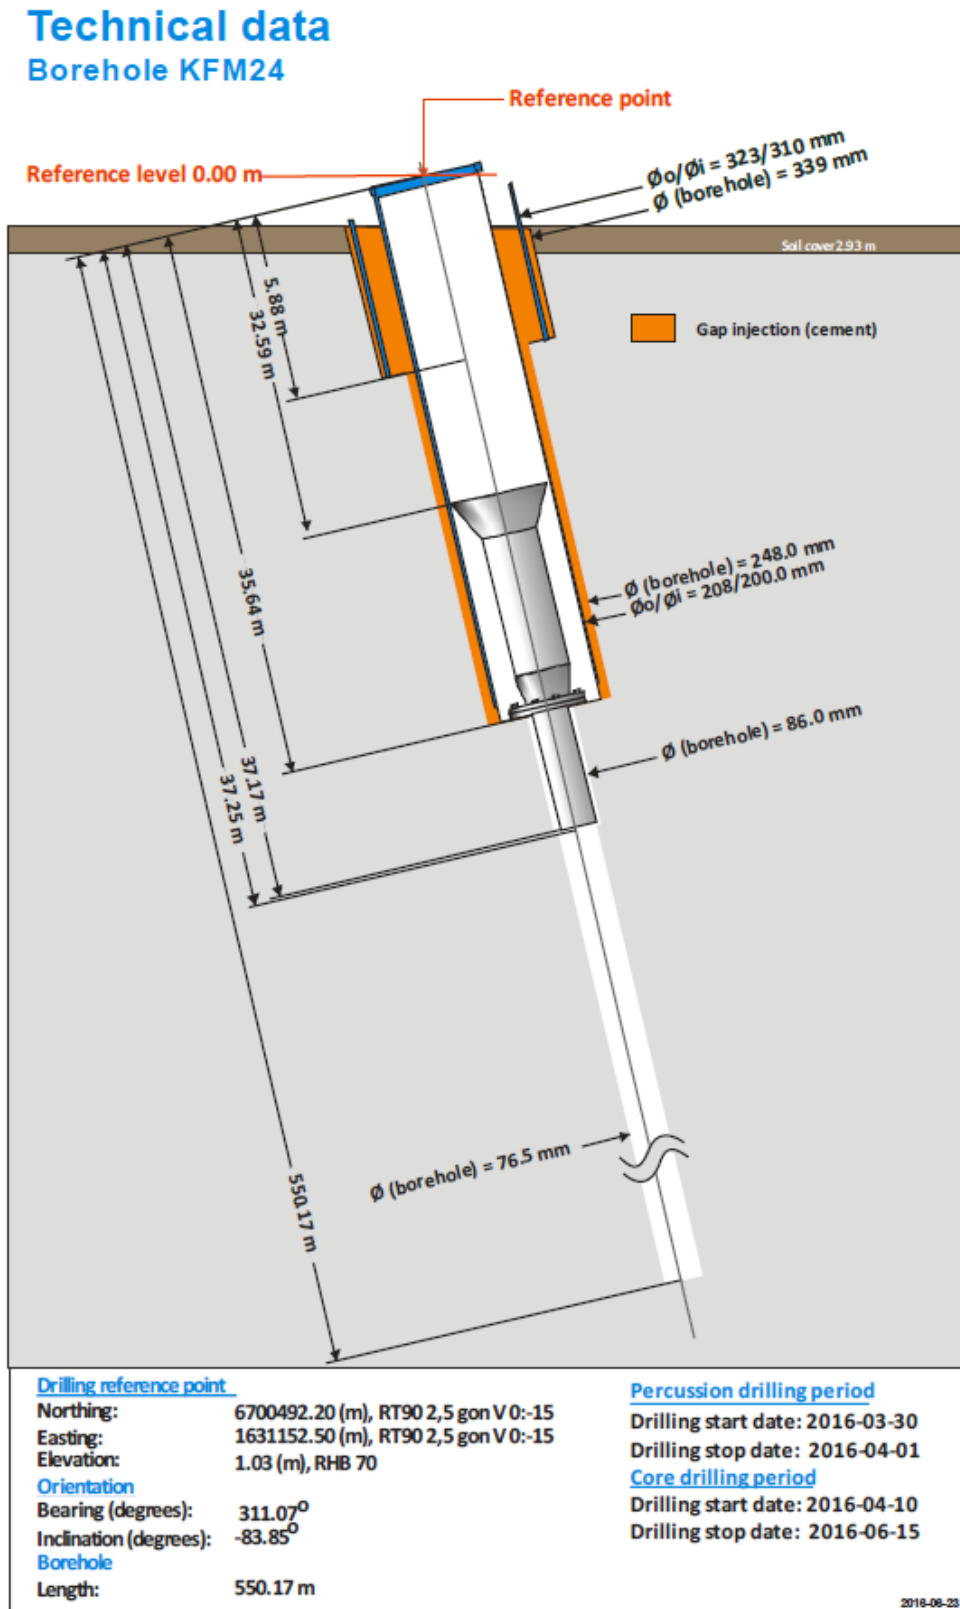 Technical data
Borehole KFM24
Reference point
Reference level 0.00 m
Øo/Øi = 323/310 mm
Ø (borehole) = 339 mm
Soil cover 2.93 m
Gap injection (cement)
5.88 m
32.59 m
35.64 m
37.17 m
37.25 m
550.17 m
Ø (borehole) = 248.0 mm
Øo/Øi = 208/200.0 mm
Ø (borehole) = 86.0 mm
Ø (borehole) = 76.5 mm
Drilling reference point
Northing: 6700492.20 (m), RT90 2,5 gon V 0:-15
Easting: 1631152.50 (m), RT90 2,5 gon V 0:-15
Elevation: 1.03 (m), RHB 70
Orientation
Bearing (degrees): 311.07°
Inclination (degrees): -83.85°
Borehole
Length: 550.17 m
Percussion drilling period
Drilling start date: 2016-03-30
Drilling stop date: 2016-04-01
Core drilling period
Drilling start date: 2016-04-10
Drilling stop date: 2016-06-15
2016-06-23